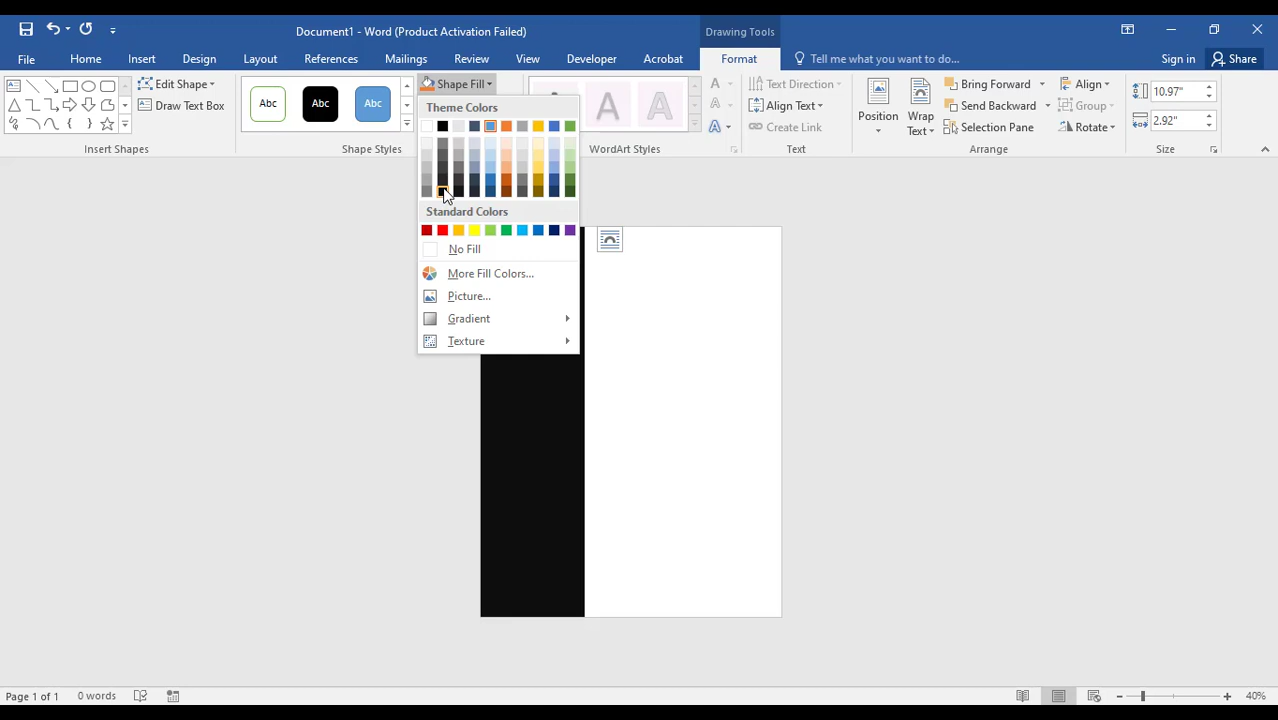 Document1 - Word (Product Activation Failed)
Drawing Tools
File Home Insert Design Layout References Mailings Review View Developer Acrobat Format Tell me what you want to do... Sign in Share
Edit Shape
Draw Text Box
Insert Shapes
Abc Abc Abc
Shape Styles
Shape Fill
Theme Colors
Standard Colors
No Fill
More Fill Colors...
Picture...
Gradient
Texture
A A
WordArt Styles
Text Direction
Align Text
Create Link
Text
Position
Wrap
Text
Bring Forward
Send Backward
Selection Pane
Align
Group
Rotate
Arrange
10.97"
2.92"
Size
Page 1 of 1 0 words 40%